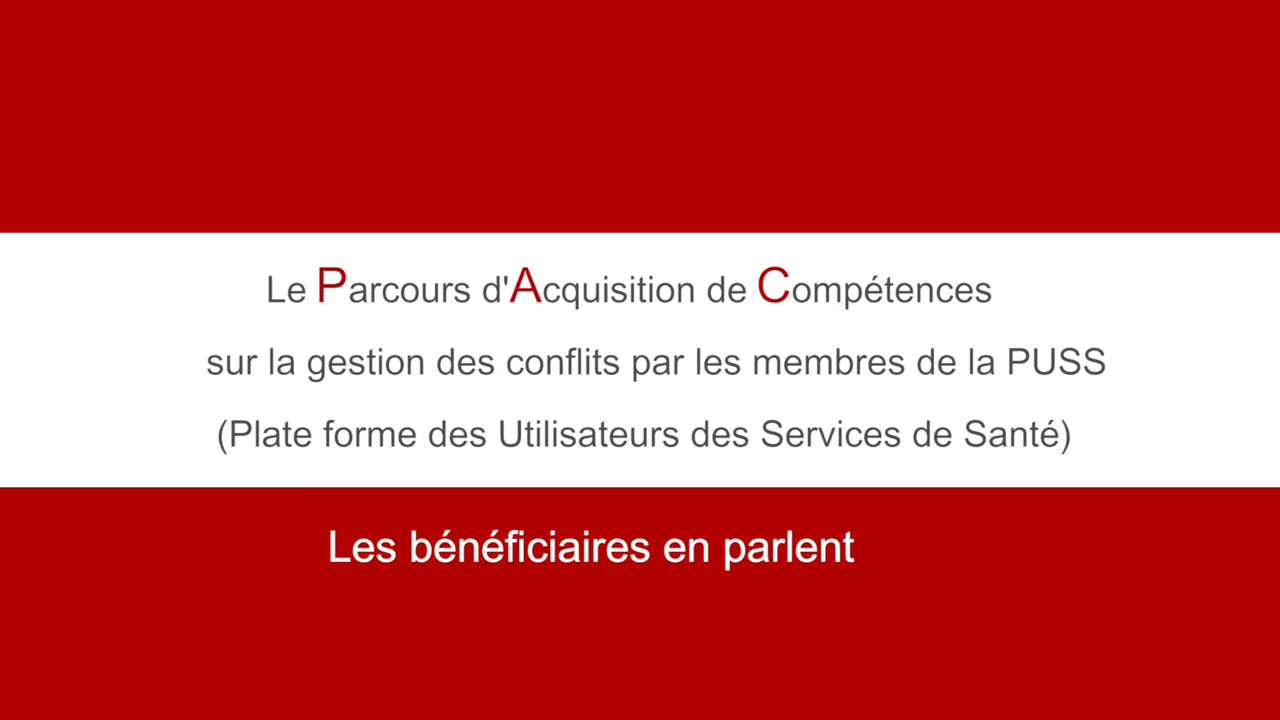 Le Parcours d'Acquisition de Compétences
sur la gestion des conflits par les membres de la PUSS
(Plate forme des Utilisateurs des Services de Santé)
Les bénéficiaires en parlent